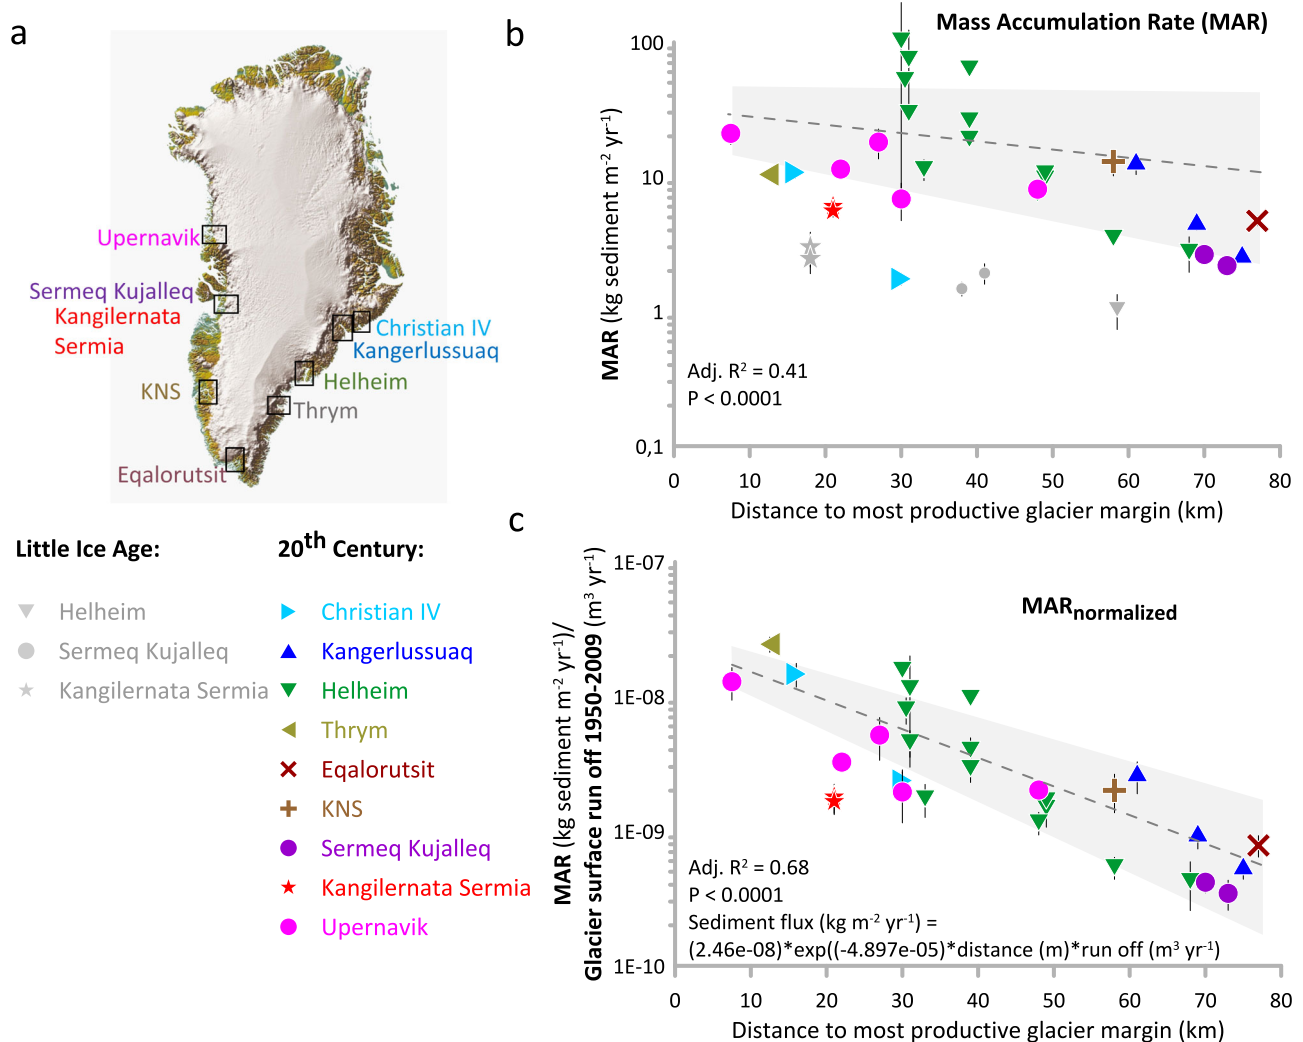 a
Upernavik
Sermeq Kujalleq
Kangilernata
Sermia
KNS
Eqalorutsit
Christian IV
Kangerlussuaq
Helheim
Thrym
Little Ice Age:
Helheim
Sermeq Kujalleq
Kangilernata Sermia
20th Century:
Christian IV
Kangerlussuaq
Helheim
Thrym
Eqalorutsit
KNS
Sermeq Kujalleq
Kangilernata Sermia
Upernavik
b
Mass Accumulation Rate (MAR)
MAR (kg sediment m-2 yr-1)
100
10
1
0,1
Adj. R2 = 0.41
P < 0.0001
0 10 20 30 40 50 60 70 80
Distance to most productive glacier margin (km)
c
MARnormalized
MAR (kg sediment m-2 yr-1)/
Glacier surface run off 1950-2009 (m3 yr-1)
1E-07
1E-08
1E-09
1E-10
Adj. R2 = 0.68
P < 0.0001
Sediment flux (kg m-2 yr-1) =
(2.46e-08)*exp((-4.897e-05)*distance (m)*run off (m3 yr-1)
0 10 20 30 40 50 60 70 80
Distance to most productive glacier margin (km)